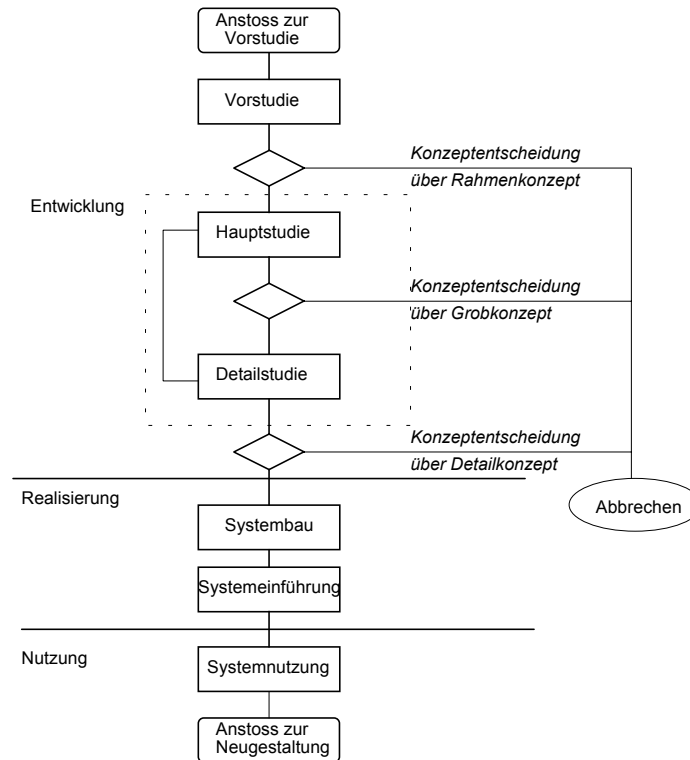 Anstoss zur
Vorstudie
Vorstudie
Konzeptentscheidung
über Rahmenkonzept
Entwicklung
Hauptstudie
Konzeptentscheidung
über Grobkonzept
Detailstudie
Konzeptentscheidung
über Detailkonzept
Realisierung
Abbrechen
Systembau
Systemeinführung
Nutzung
Systemnutzung
Anstoss zur
Neugestaltung